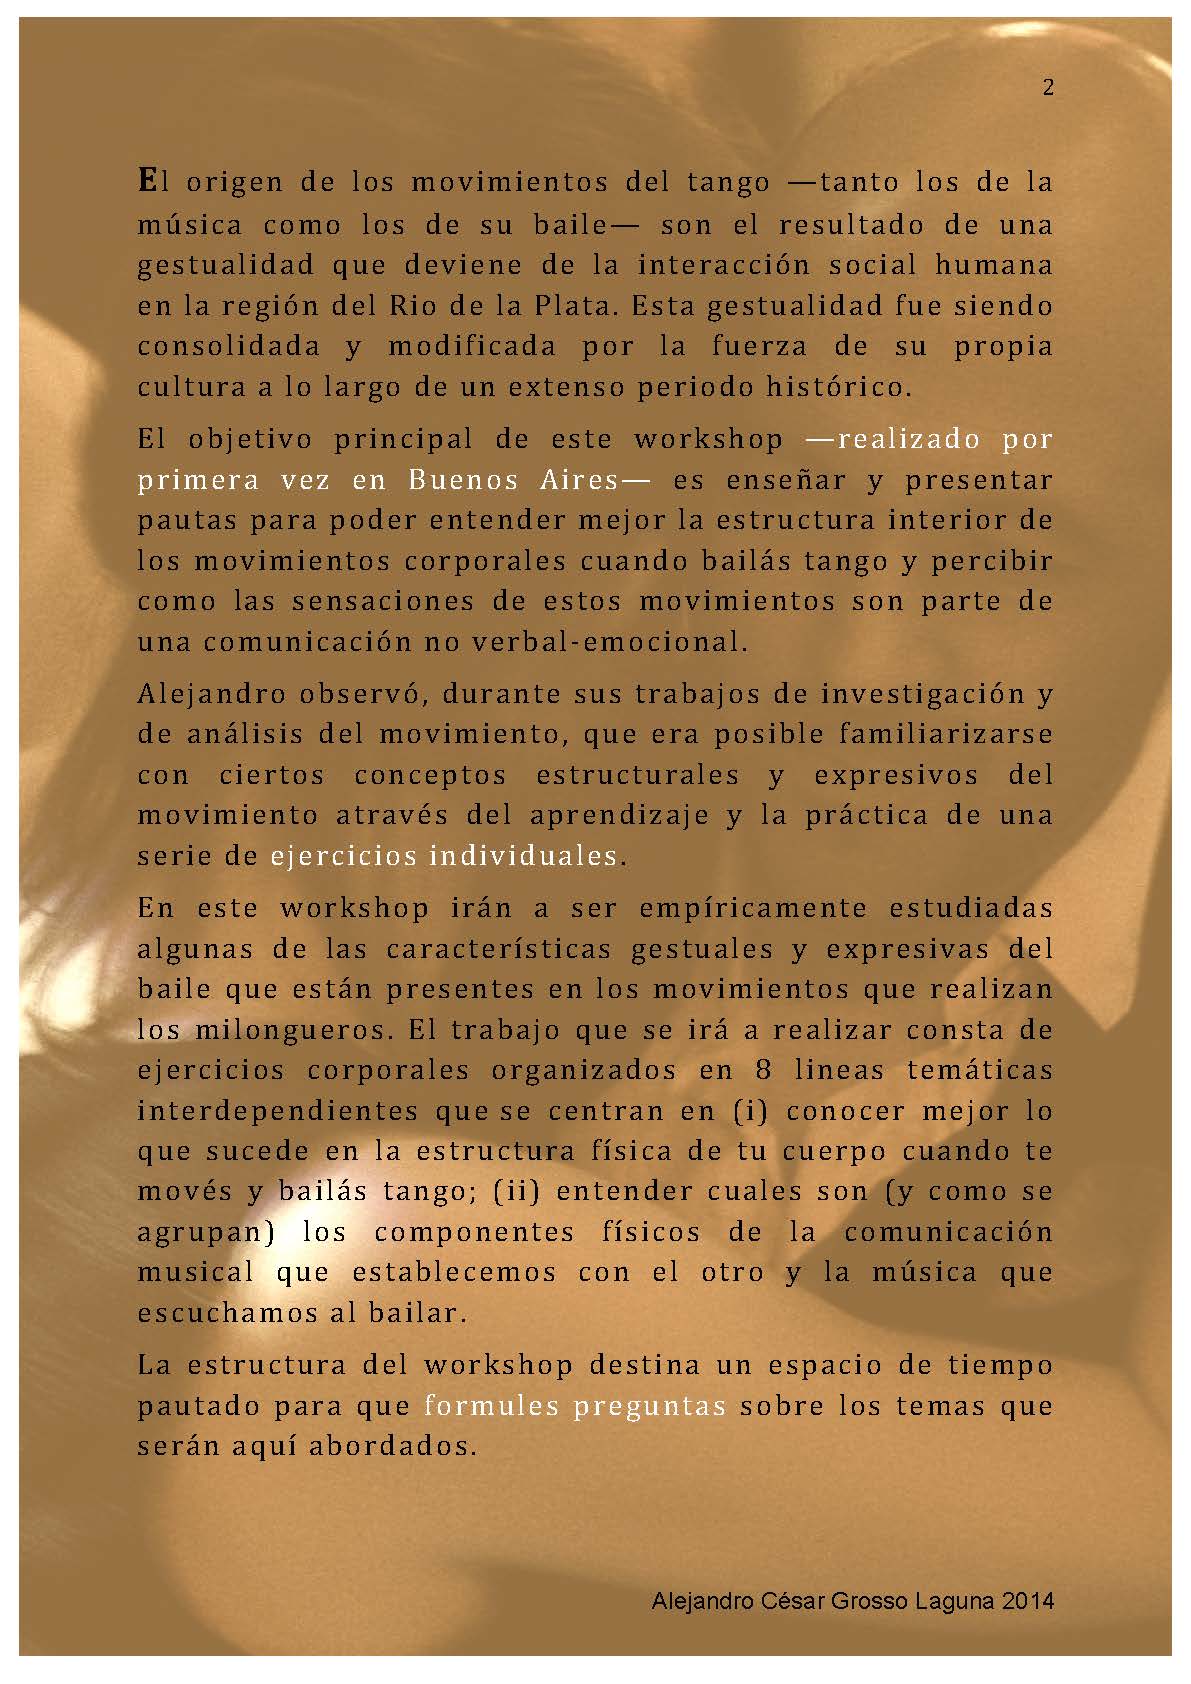 2
El origen de los movimientos del tango —tanto los de la
música como los de su baile— son el resultado de una
gestualidad que deviene de la interacción social humana
en la región del Rio de la Plata. Esta gestualidad fue siendo
consolidada y modificada por la fuerza de su propia
cultura a lo largo de un extenso periodo histórico.
El objetivo principal de este workshop —realizado por
primera vez en Buenos Aires— es enseñar y presentar
pautas para poder entender mejor la estructura interior de
los movimientos corporales cuando bailás tango y percibir
como las sensaciones de estos movimientos son parte de
una comunicación no verbal-emocional.
Alejandro observó, durante sus trabajos de investigación y
de análisis del movimiento, que era posible familiarizarse
con ciertos conceptos estructurales y expresivos del
movimiento através del aprendizaje y la práctica de una
serie de ejercicios individuales.
En este workshop irán a ser empíricamente estudiadas
algunas de las características gestuales y expresivas del
baile que están presentes en los movimientos que realizan
los milongueros. El trabajo que se irá a realizar consta de
ejercicios corporales organizados en 8 lineas temáticas
interdependientes que se centran en (i) conocer mejor lo
que sucede en la estructura física de tu cuerpo cuando te
movés y bailás tango; (ii) entender cuales son (y como se
agrupan) los componentes físicos de la comunicación
musical que establecemos con el otro y la música que
escuchamos al bailar.
La estructura del workshop destina un espacio de tiempo
pautado para que formules preguntas sobre los temas que
serán aquí abordados.
Alejandro César Grosso Laguna 2014